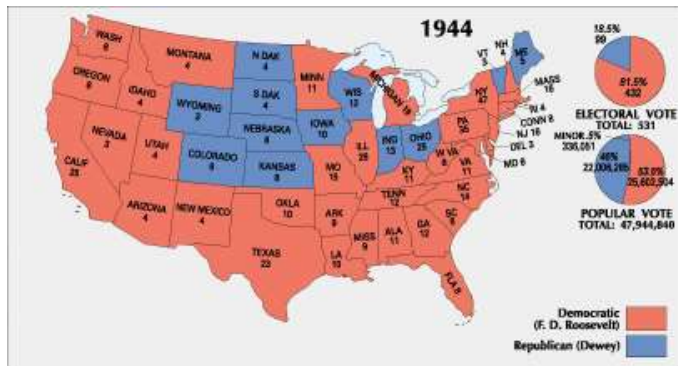 1944
WASH
8
OREGON
6
CALIF
25
NEVADA
3
IDAHO
4
MONTANA
4
WYOMING
3
UTAH
4
ARIZONA
4
COLORADO
6
NEW MEXICO
4
N DAK
4
S DAK
4
NEBRASKA
6
KANSAS
8
OKLA
10
TEXAS
23
MINN
11
IOWA
10
MO
15
ARK
9
LA
10
WIS
12
ILL
28
MICHIGAN 19
IND
13
OHIO
25
KY
11
TENN
12
MISS
9
ALA
11
GA
12
FLA 8
SC
8
NC
14
VA
11
W VA
8
PA
35
NY
47
VT
3
NH
4
ME
5
MASS
16
RI 4
CONN 8
NJ 16
DEL 3
MD 8
18.5%
99
81.5%
432
ELECTORAL VOTE
TOTAL: 531
MINOR .5%
46%
POPULAR VOTE
TOTAL: 47,944,840
Democratic
(F. D. Roosevelt)
Republican (Dewey)